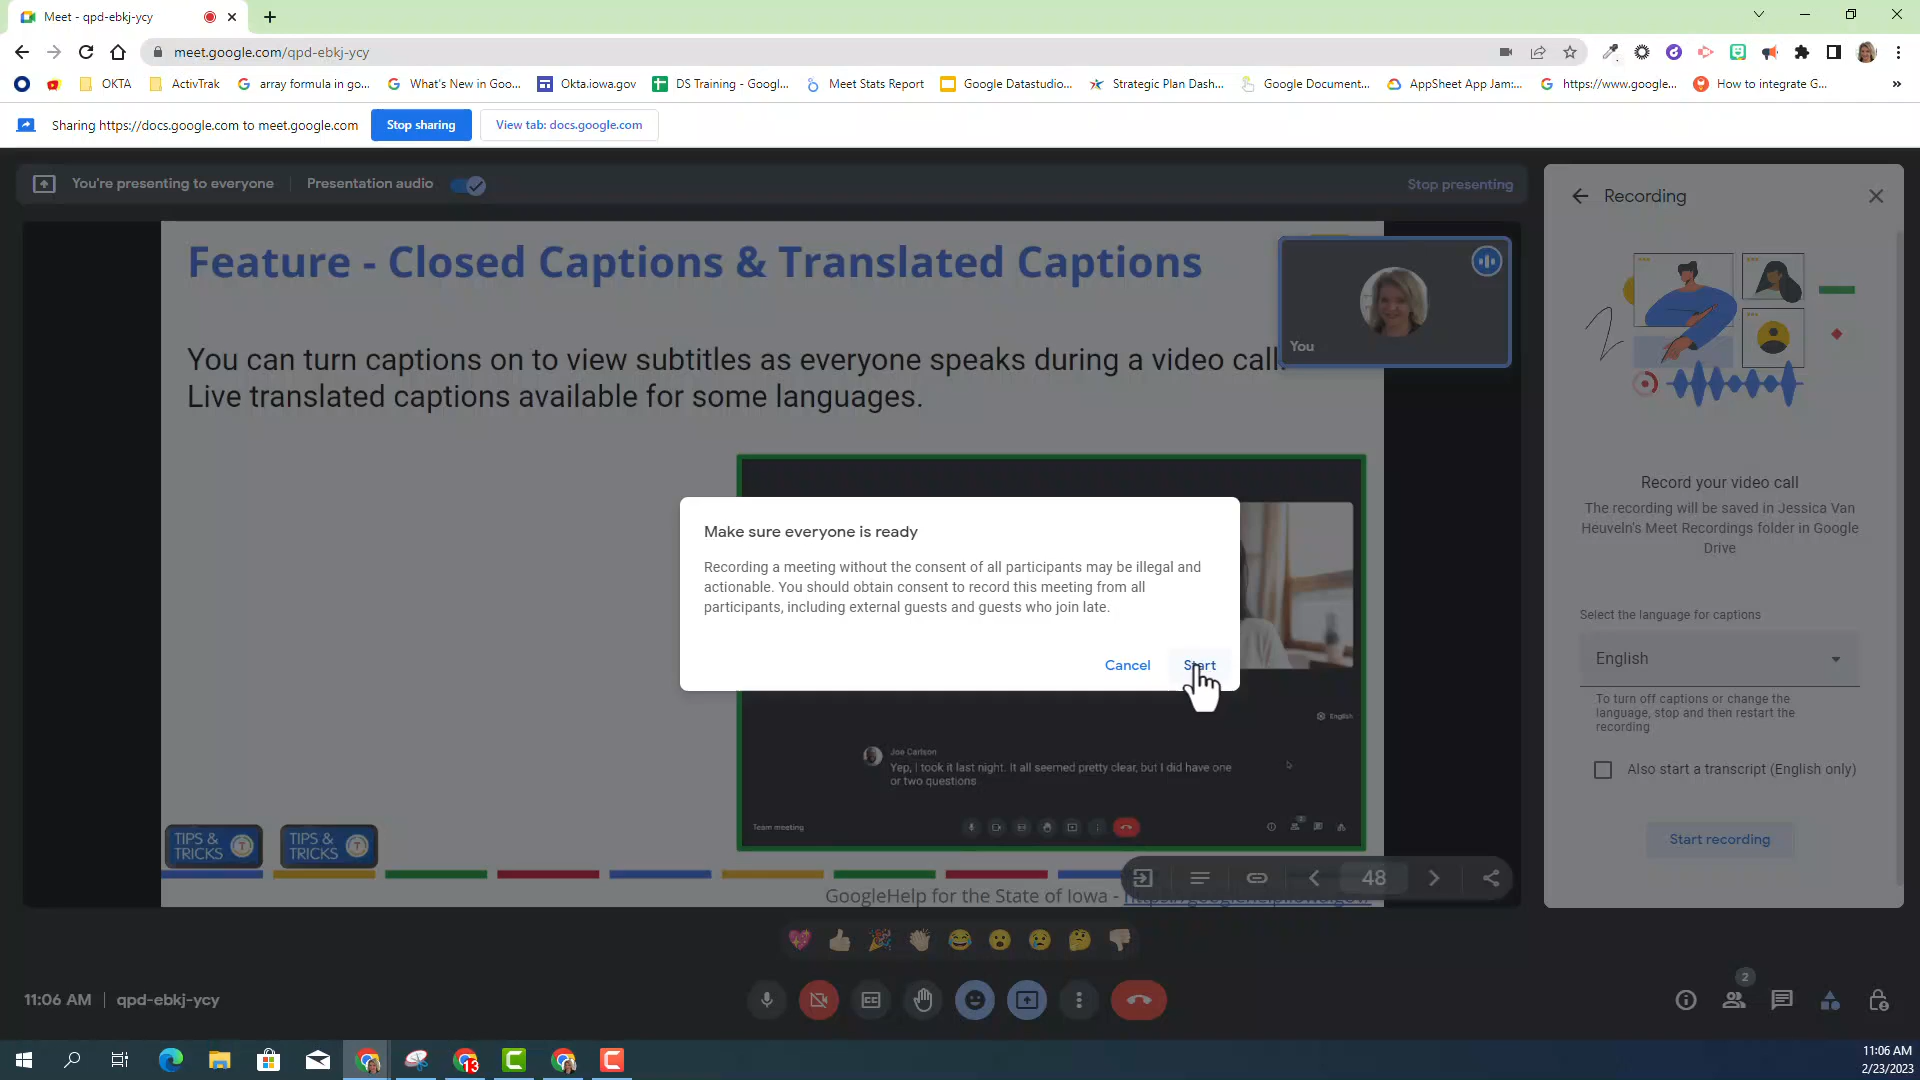 Meet - qpd-ebkj-ycy
meet.google.com/qpd-ebkj-ycy
OKTA
ActivTrak
array formula in go...
What's New in Goo...
Okta.iowa.gov
DS Training - Googl...
Meet Stats Report
Google Datastudio...
Strategic Plan Dash...
Google Document...
AppSheet App Jam:...
https://www.google...
How to integrate G...
»
Sharing https://docs.google.com to meet.google.com
Stop sharing
View tab: docs.google.com
You're presenting to everyone
Presentation audio
Stop presenting
Feature - Closed Captions & Translated Captions
You can turn captions on to view subtitles as everyone speaks during a video call.
Live translated captions available for some languages.
You
Make sure everyone is ready
Recording a meeting without the consent of all participants may be illegal and
actionable. You should obtain consent to record this meeting from all
participants, including external guests and guests who join late.
Cancel
Start
English
Joe Carlson
Yep, I took it last night. It all seemed pretty clear, but I did have one
or two questions
Team meeting
TIPS &
TRICKS
T
TIPS &
TRICKS
T
48
GoogleHelp for the State of Iowa -
Recording
Record your video call
The recording will be saved in Jessica Van
Heuveln's Meet Recordings folder in Google
Drive
Select the language for captions
English
To turn off captions or change the
language, stop and then restart the
recording
Also start a transcript (English only)
Start recording
11:06 AM
qpd-ebkj-ycy
2
13
11:06 AM
2/23/2023